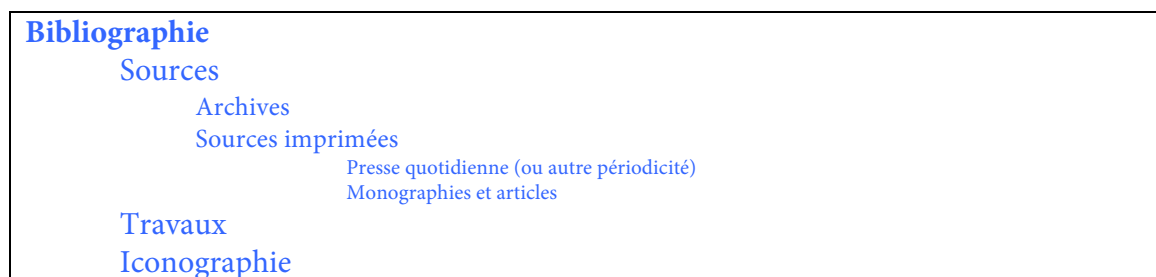 Bibliographie
Sources
Archives
Sources imprimées
Presse quotidienne (ou autre périodicité)
Monographies et articles
Travaux
Iconographie